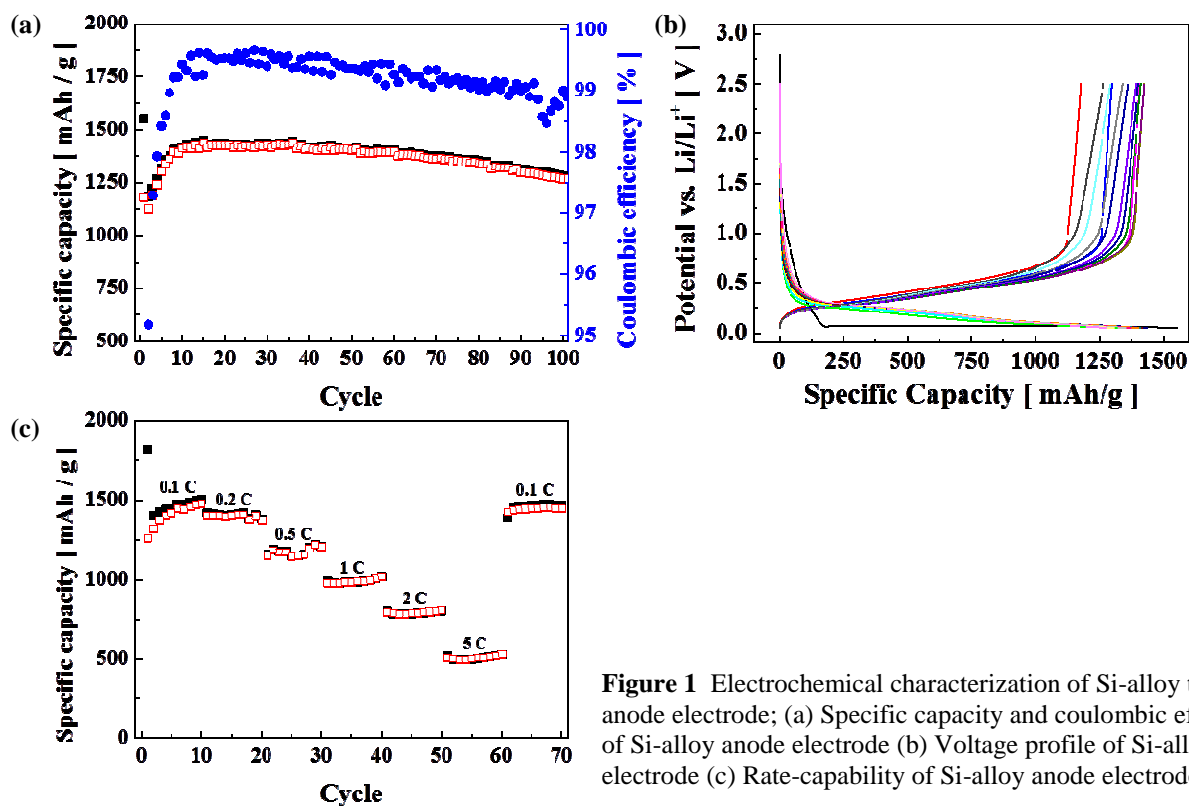 (a)
2000
1750
1500
1250
1000
750
500
Specific capacity [ mAh / g ]
0 10 20 30 40 50 60 70 80 90 100
Cycle
100
99
98
97
96
95
Coulombic efficiency [ % ]
(b)
3.0
2.5
2.0
1.5
1.0
0.5
0.0
Potential vs. Li/Li⁺ [ V ]
0 250 500 750 1000 1250 1500
Specific Capacity [ mAh/g ]
(c)
2000
1500
1000
500
0
Specific capacity [ mAh / g ]
0.1 C
0.2 C
0.5 C
1 C
2 C
5 C
0.1 C
0 10 20 30 40 50 60 70
Cycle
Figure 1 Electrochemical characterization of Si-alloy
anode electrode; (a) Specific capacity and coulombic
of Si-alloy anode electrode (b) Voltage profile of
electrode (c) Rate-capability of Si-alloy anode electrode